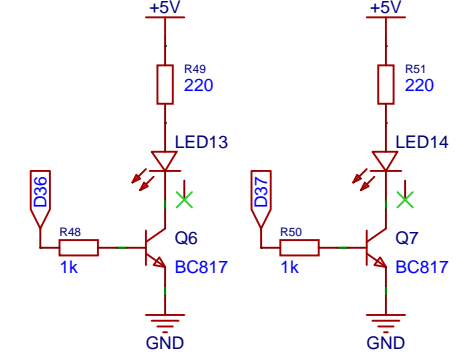 +5V
R49
220
LED13
D36
R48
1k
Q6
BC817
GND
+5V
R51
220
LED14
D37
R50
1k
Q7
BC817
GND